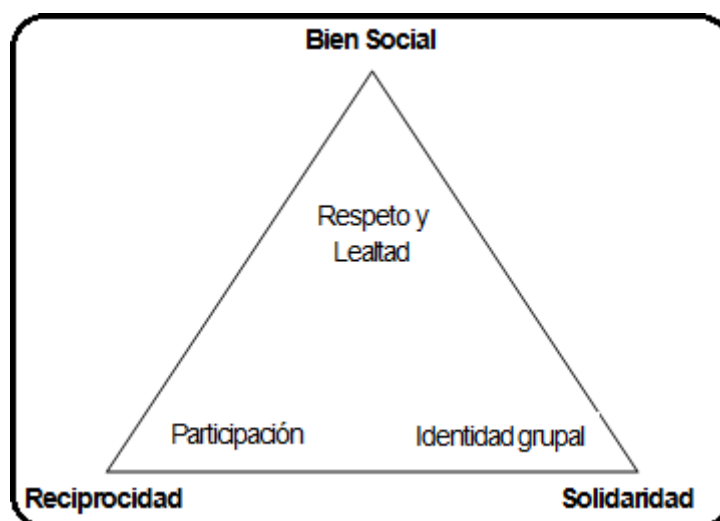 Bien Social
Respeto y
Lealtad
Participación
Identidad grupal
Reciprocidad
Solidaridad